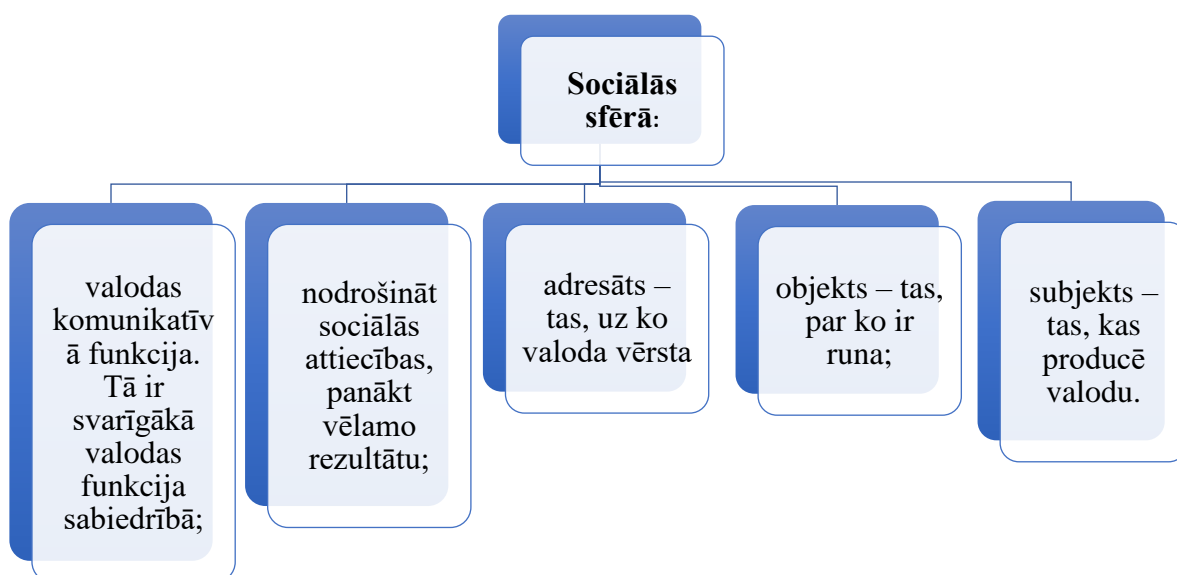 Sociālās
sfērā:
valodas
komunikatīv
ā funkcija.
Tā ir
svarīgākā
valodas
funkcija
sabiedrībā;
nodrošināt
sociālās
attiecības,
panākt
vēlamo
rezultātu;
adresāts –
tas, uz ko
valoda vērsta
objekts – tas,
par ko ir
runa;
subjekts –
tas, kas
producē
valodu.